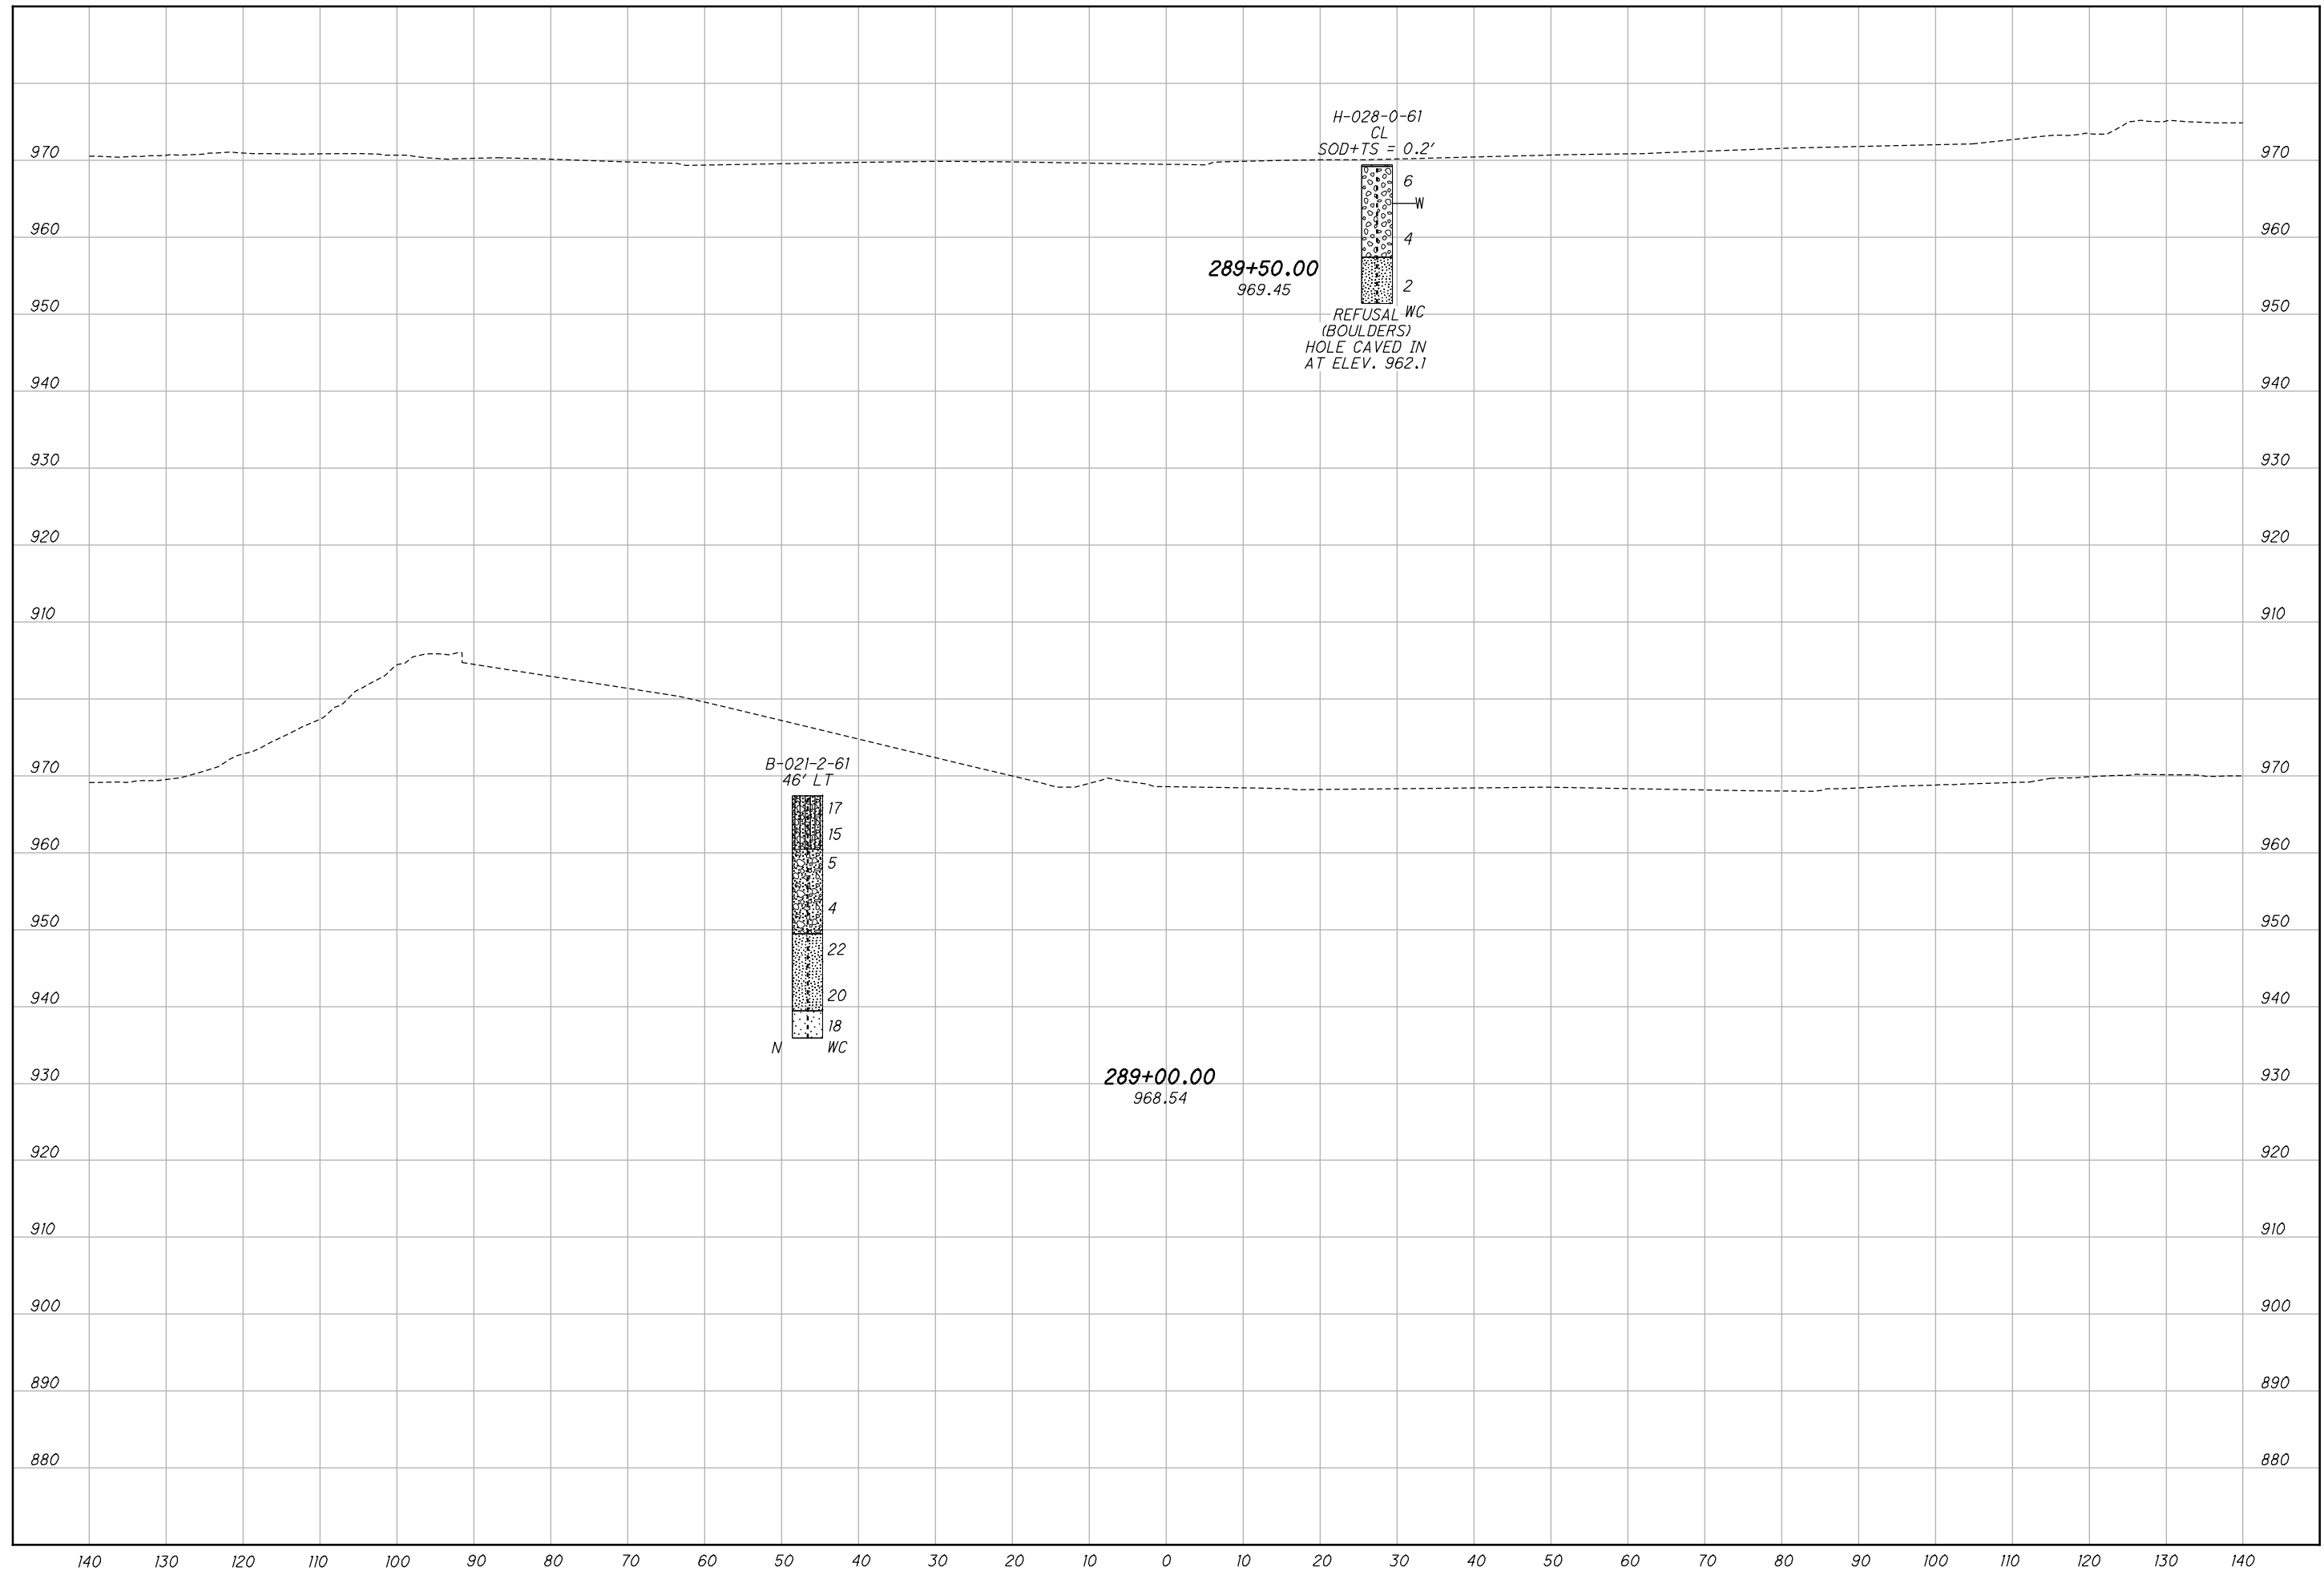 H-028-0-61
CL
SOD+TS = 0.2'
970 970
6
W
960 4 960
289+50.00
969.45
2
950 950
REFUSAL WC
(BOULDERS)
HOLE CAVED IN
AT ELEV. 962.1
940 940
930 930
920 920
910 910
B-021-2-61
970 970
46' LT
17
15
960 960
5
4
950 950
22
940 20 940
18
N WC
930 289+00.00 930
968.54
920 920
910 910
900 900
890 890
880 880
140 130 120 110 100 90 80 70 60 50 40 30 20 10 0 10 20 30 40 50 60 70 80 90 100 110 120 130 140